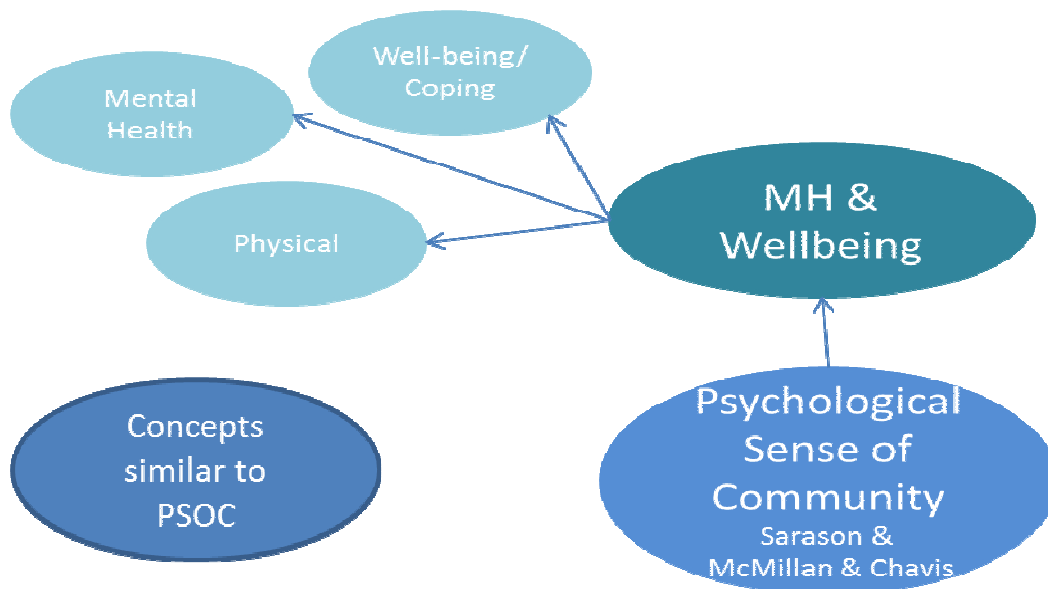 Well-being/
Coping
Mental
Health
MH &
Wellbeing
Physical
Psychological
Sense of
Community
Sarason &
McMillan & Chavis
Concepts
similar to
PSOC